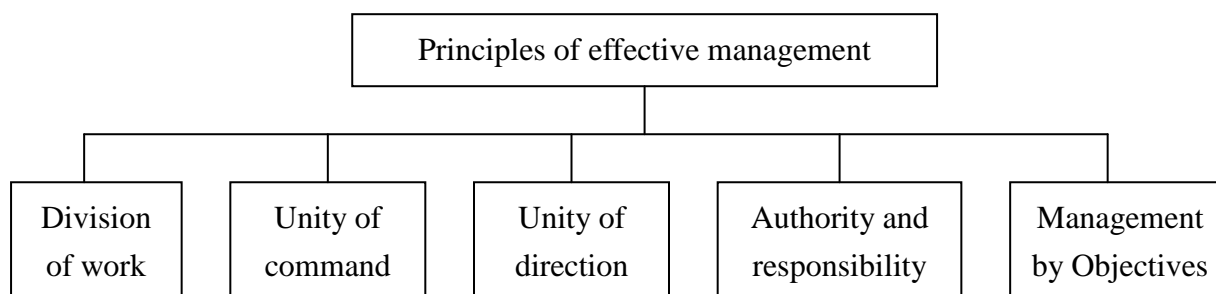 Principles of effective management
Division
of work
Unity of
command
Unity of
direction
Authority and
responsibility
Management
by Objectives